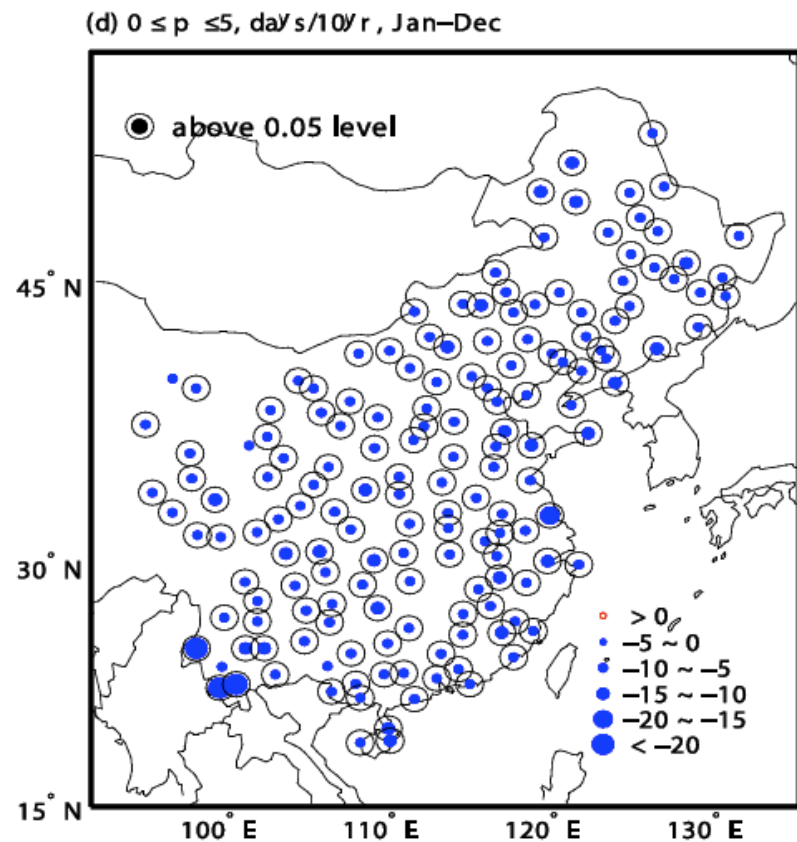 (d) 0 ≤ p ≤5, days/10yr, Jan–Dec
above 0.05 level
45° N
30° N
15° N
> 0
−5 ~ 0
−10 ~ −5
−15 ~ −10
−20 ~ −15
< −20
100° E 110° E 120° E 130° E